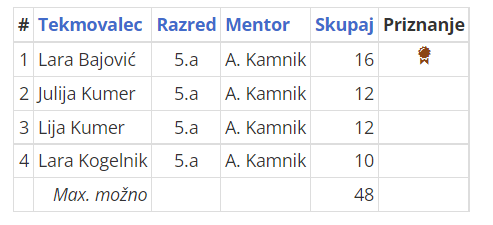 # Tekmovalec Razred Mentor Skupaj Priznanje
1 Lara Bajović 5.a A. Kamnik 16
2 Julija Kumer 5.a A. Kamnik 12
3 Lija Kumer 5.a A. Kamnik 12
4 Lara Kogelnik 5.a A. Kamnik 10
Max. možno 48